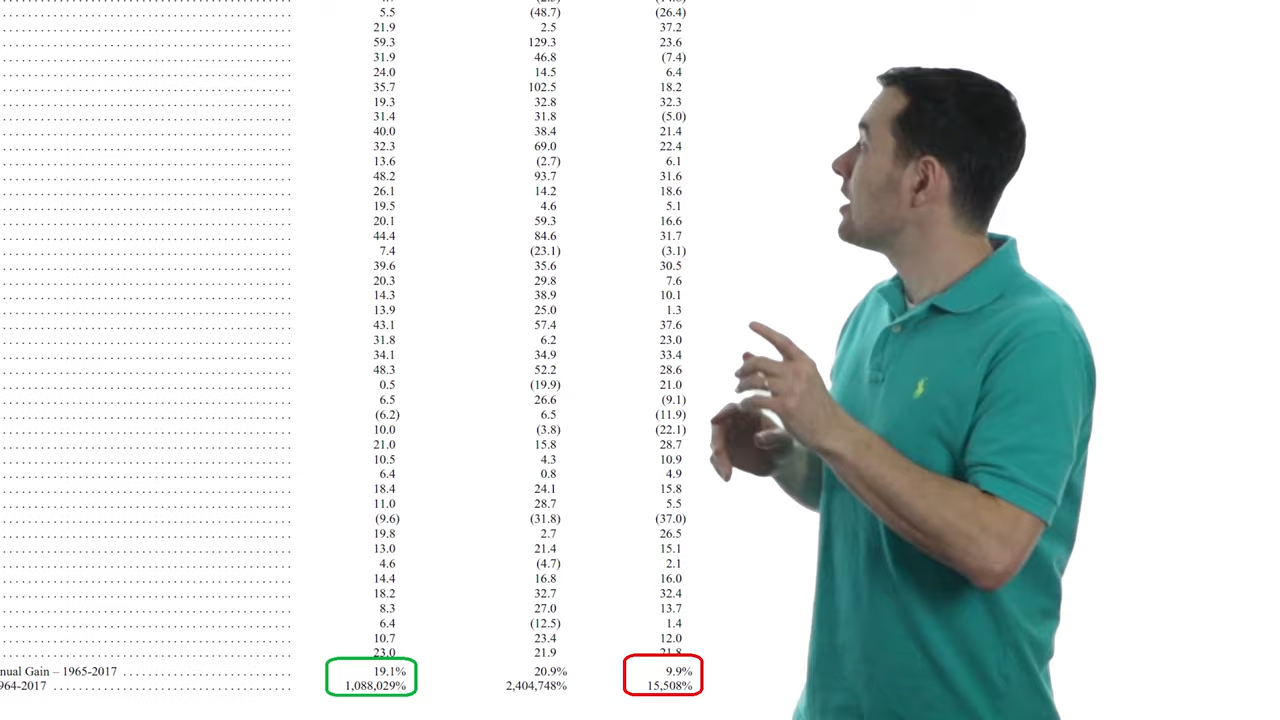 5.5 (48.7) (26.4)
21.9 2.5 37.2
59.3 129.3 23.6
31.9 46.8 (7.4)
24.0 14.5 6.4
35.7 102.5 18.2
19.3 32.8 32.3
31.4 31.8 (5.0)
40.0 38.4 21.4
32.3 69.0 22.4
13.6 (2.7) 6.1
48.2 93.7 31.6
26.1 14.2 18.6
19.5 4.6 5.1
20.1 59.3 16.6
44.4 84.6 31.7
7.4 (23.1) (3.1)
39.6 35.6 30.5
20.3 29.8 7.6
14.3 38.9 10.1
13.9 25.0 1.3
43.1 57.4 37.6
31.8 6.2 23.0
34.1 34.9 33.4
48.3 52.2 28.6
0.5 (19.9) 21.0
6.5 26.6 (9.1)
(6.2) 6.5 (11.9)
10.0 (3.8) (22.1)
21.0 15.8 28.7
10.5 4.3 10.9
6.4 0.8 4.9
18.4 24.1 15.8
11.0 28.7 5.5
(9.6) (31.8) (37.0)
19.8 2.7 26.5
13.0 21.4 15.1
4.6 (4.7) 2.1
14.4 16.8 16.0
18.2 32.7 32.4
8.3 27.0 13.7
6.4 (12.5) 1.4
10.7 23.4 12.0
23.0 21.9 21.8
nual Gain – 1965-2017 19.1% 20.9% 9.9%
964-2017 1,088,029% 2,404,748% 15,508%